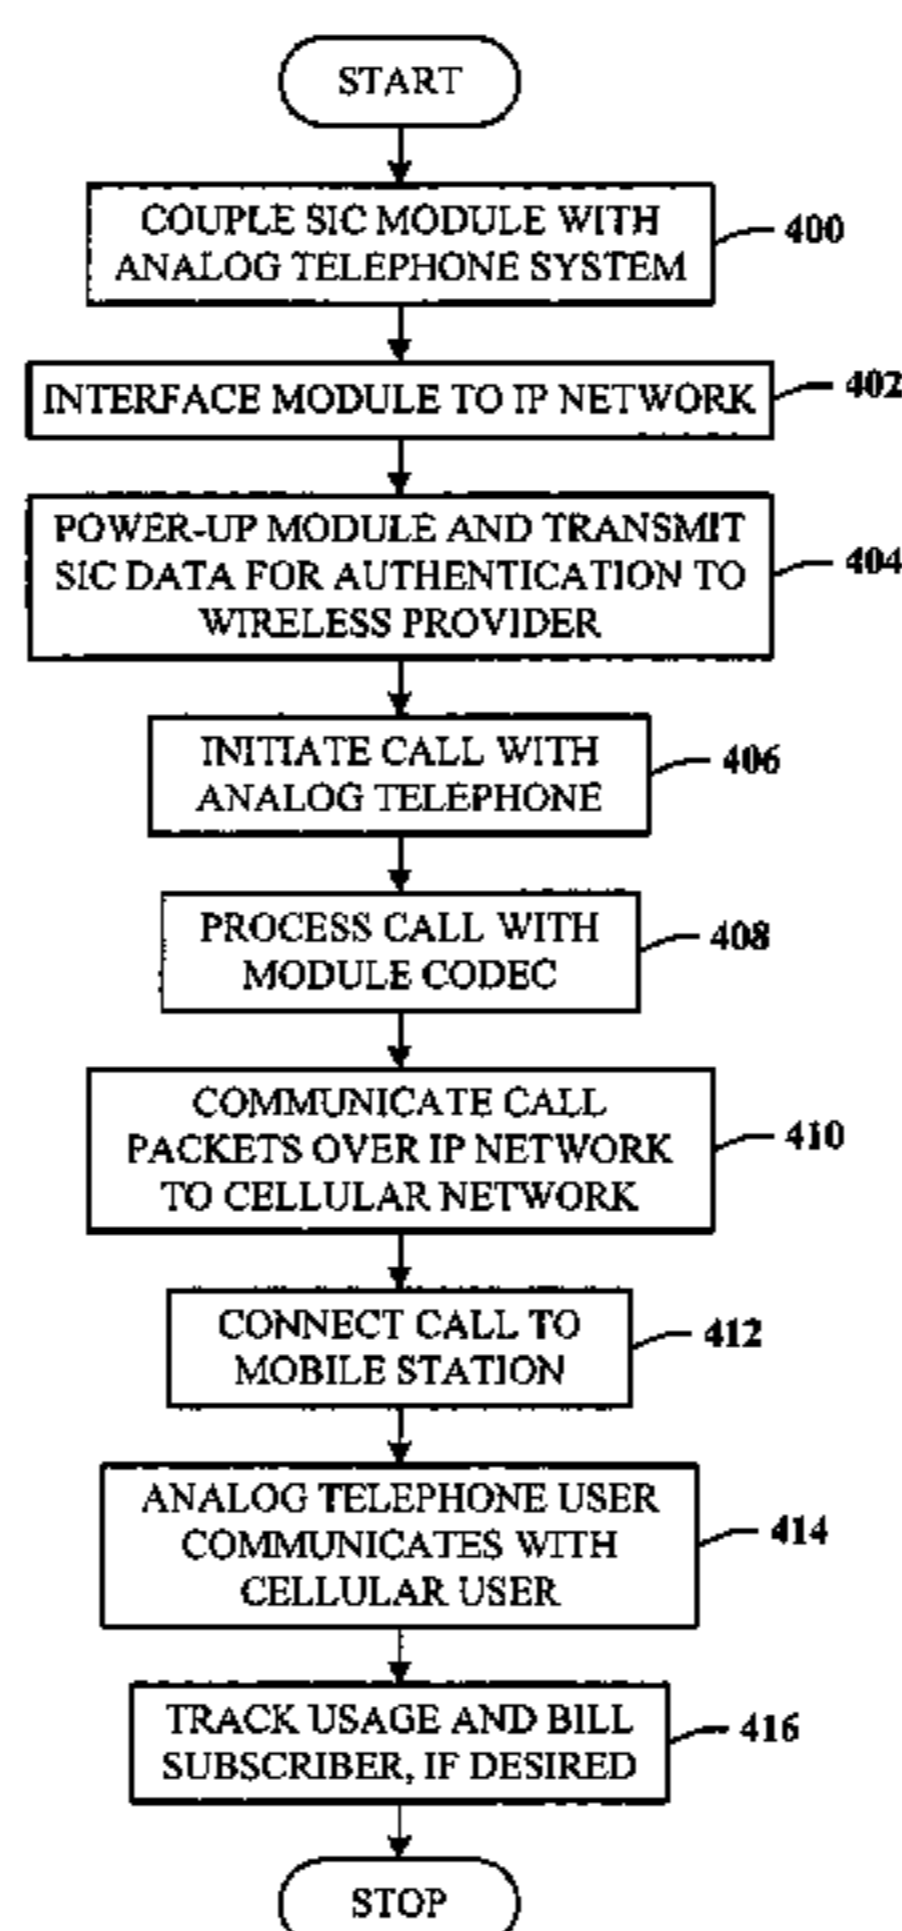 START
COUPLE SIC MODULE WITH
ANALOG TELEPHONE SYSTEM
400
INTERFACE MODULE TO IP NETWORK
402
POWER-UP MODULE AND TRANSMIT
SIC DATA FOR AUTHENTICATION TO
WIRELESS PROVIDER
404
INITIATE CALL WITH
ANALOG TELEPHONE
406
PROCESS CALL WITH
MODULE CODEC
408
COMMUNICATE CALL
PACKETS OVER IP NETWORK
TO CELLULAR NETWORK
410
CONNECT CALL TO
MOBILE STATION
412
ANALOG TELEPHONE USER
COMMUNICATES WITH
CELLULAR USER
414
TRACK USAGE AND BILL
SUBSCRIBER, IF DESIRED
416
STOP